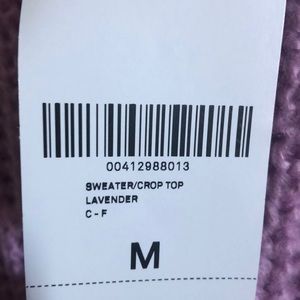 00412988013
SWEATER/CROP TOP
LAVENDER
C - F
M